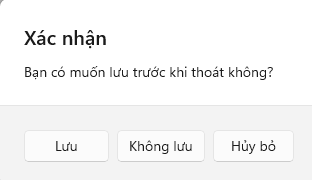 Xác nhận
Bạn có muốn lưu trước khi thoát không?
Lưu
Không lưu
Hủy bỏ